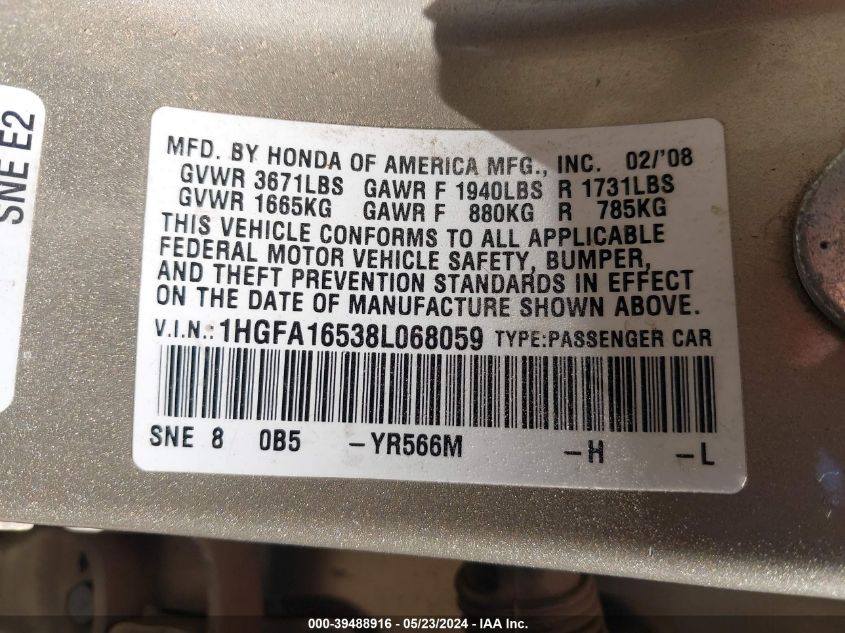 SNE E2
MFD. BY HONDA OF AMERICA MFG., INC. 02/'08
GVWR 3671LBS GAWR F 1940LBS R 1731LBS
GVWR 1665KG GAWR F 880KG R 785KG
THIS VEHICLE CONFORMS TO ALL APPLICABLE
FEDERAL MOTOR VEHICLE SAFETY, BUMPER,
AND THEFT PREVENTION STANDARDS IN EFFECT
ON THE DATE OF MANUFACTURE SHOWN ABOVE.
V.I.N.: 1HGFA16538L068059 TYPE:PASSENGER CAR
SNE 8 0B5 -YR566M -H -L
000-39488916 - 05/23/2024 - IAA Inc.